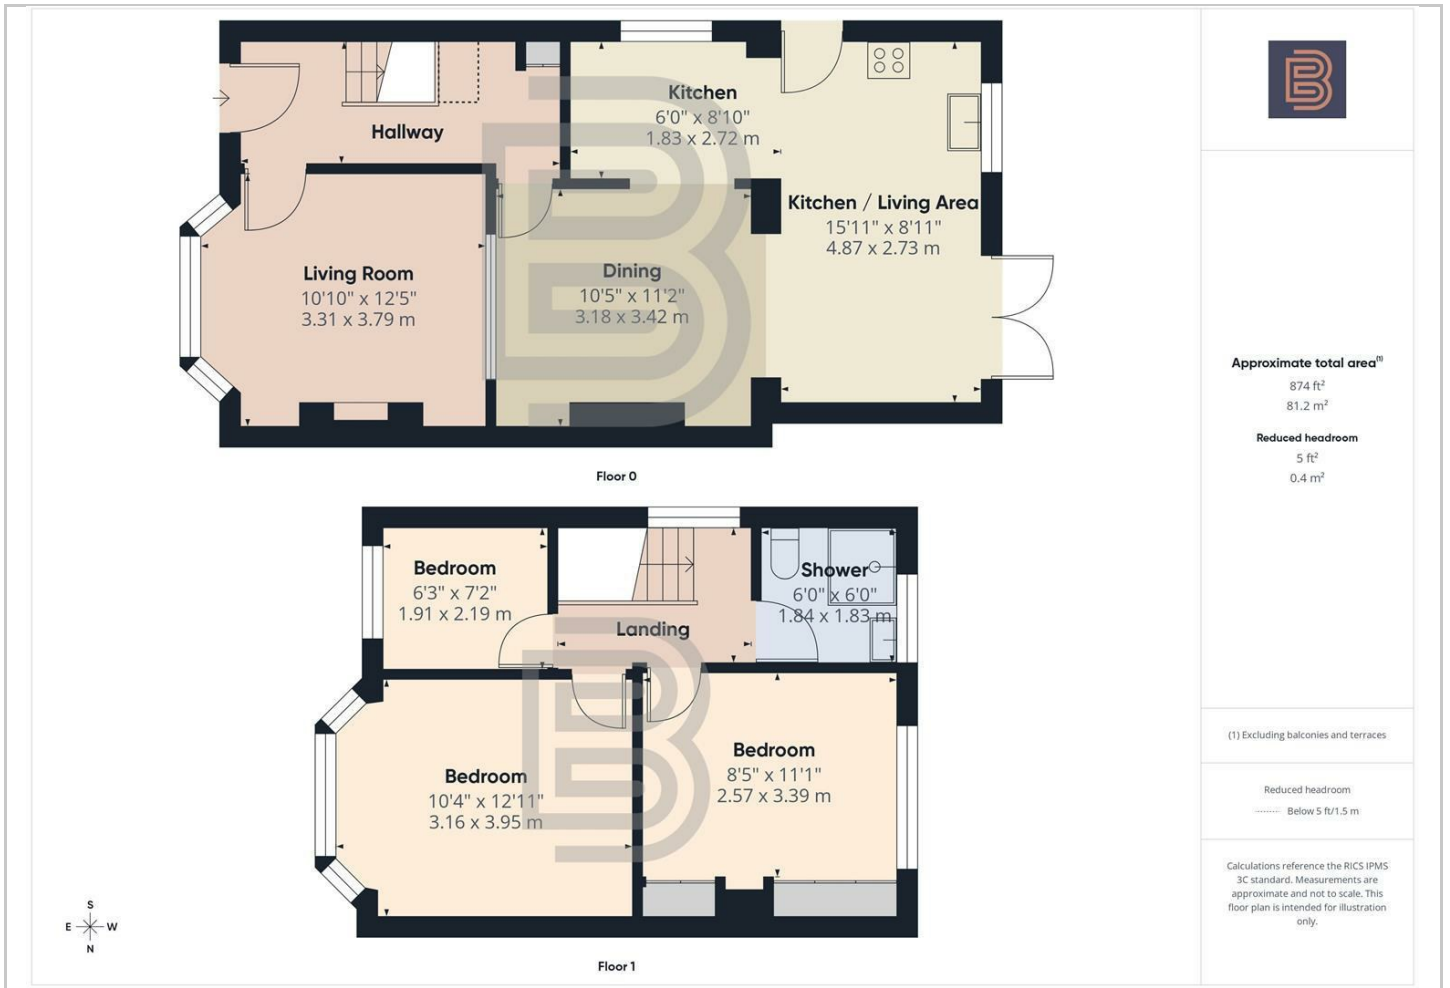 Kitchen
6'0" x 8'10"
1.83 x 2.72 m
Hallway
Kitchen / Living Area
15'11" x 8'11"
4.87 x 2.73 m
Living Room
10'10" x 12'5"
3.31 x 3.79 m
Dining
10'5" x 11'2"
3.18 x 3.42 m
Floor 0
Bedroom
6'3" x 7'2"
1.91 x 2.19 m
Landing
Shower
6'0" x 6'0"
1.84 x 1.83 m
Bedroom
10'4" x 12'11"
3.16 x 3.95 m
Bedroom
8'5" x 11'1"
2.57 x 3.39 m
Floor 1
S
E W
N
B
Approximate total area(1)
874 ft²
81.2 m²
Reduced headroom
5 ft²
0.4 m²
(1) Excluding balconies and terraces
Reduced headroom
Below 5 ft/1.5 m
Calculations reference the RICS IPMS
3C standard. Measurements are
approximate and not to scale. This
floor plan is intended for illustration
only.